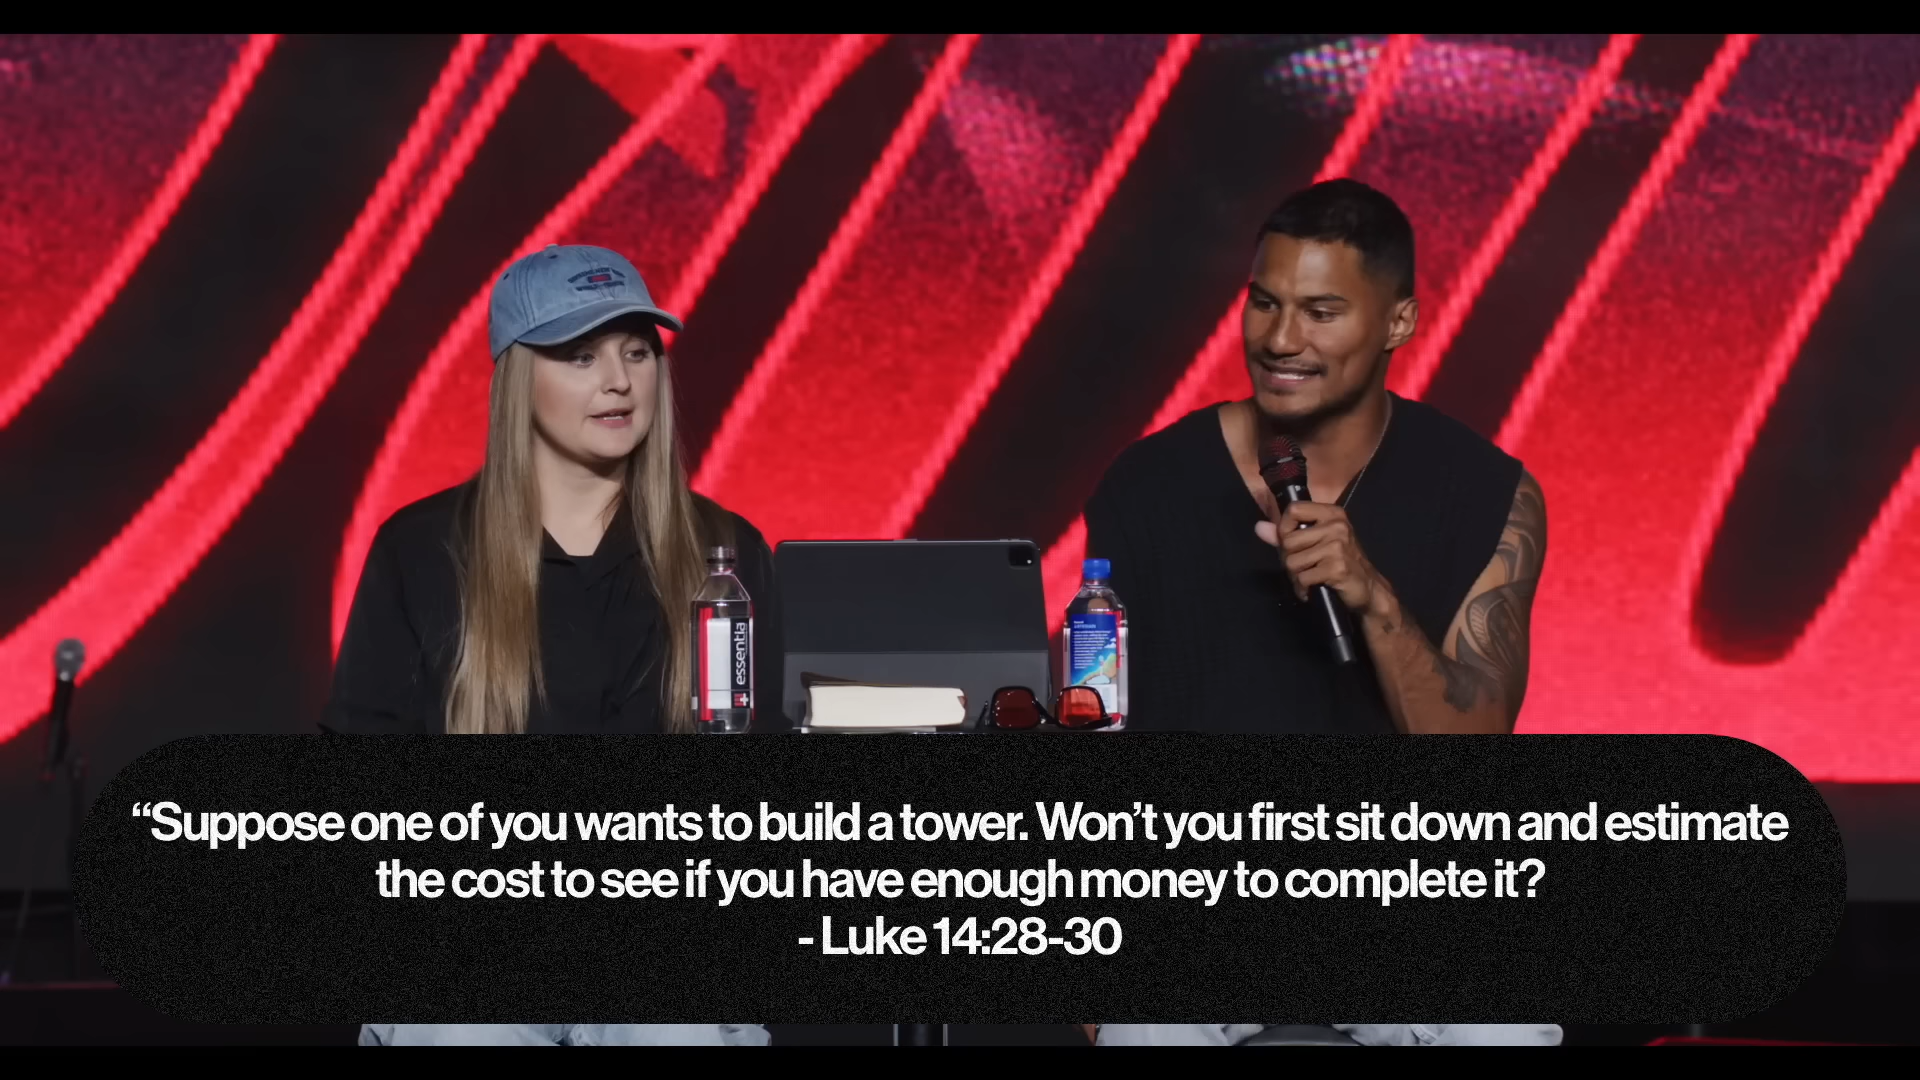 essentia
“Suppose one of you wants to build a tower. Won’t you first sit down and estimate
the cost to see if you have enough money to complete it?
- Luke 14:28-30